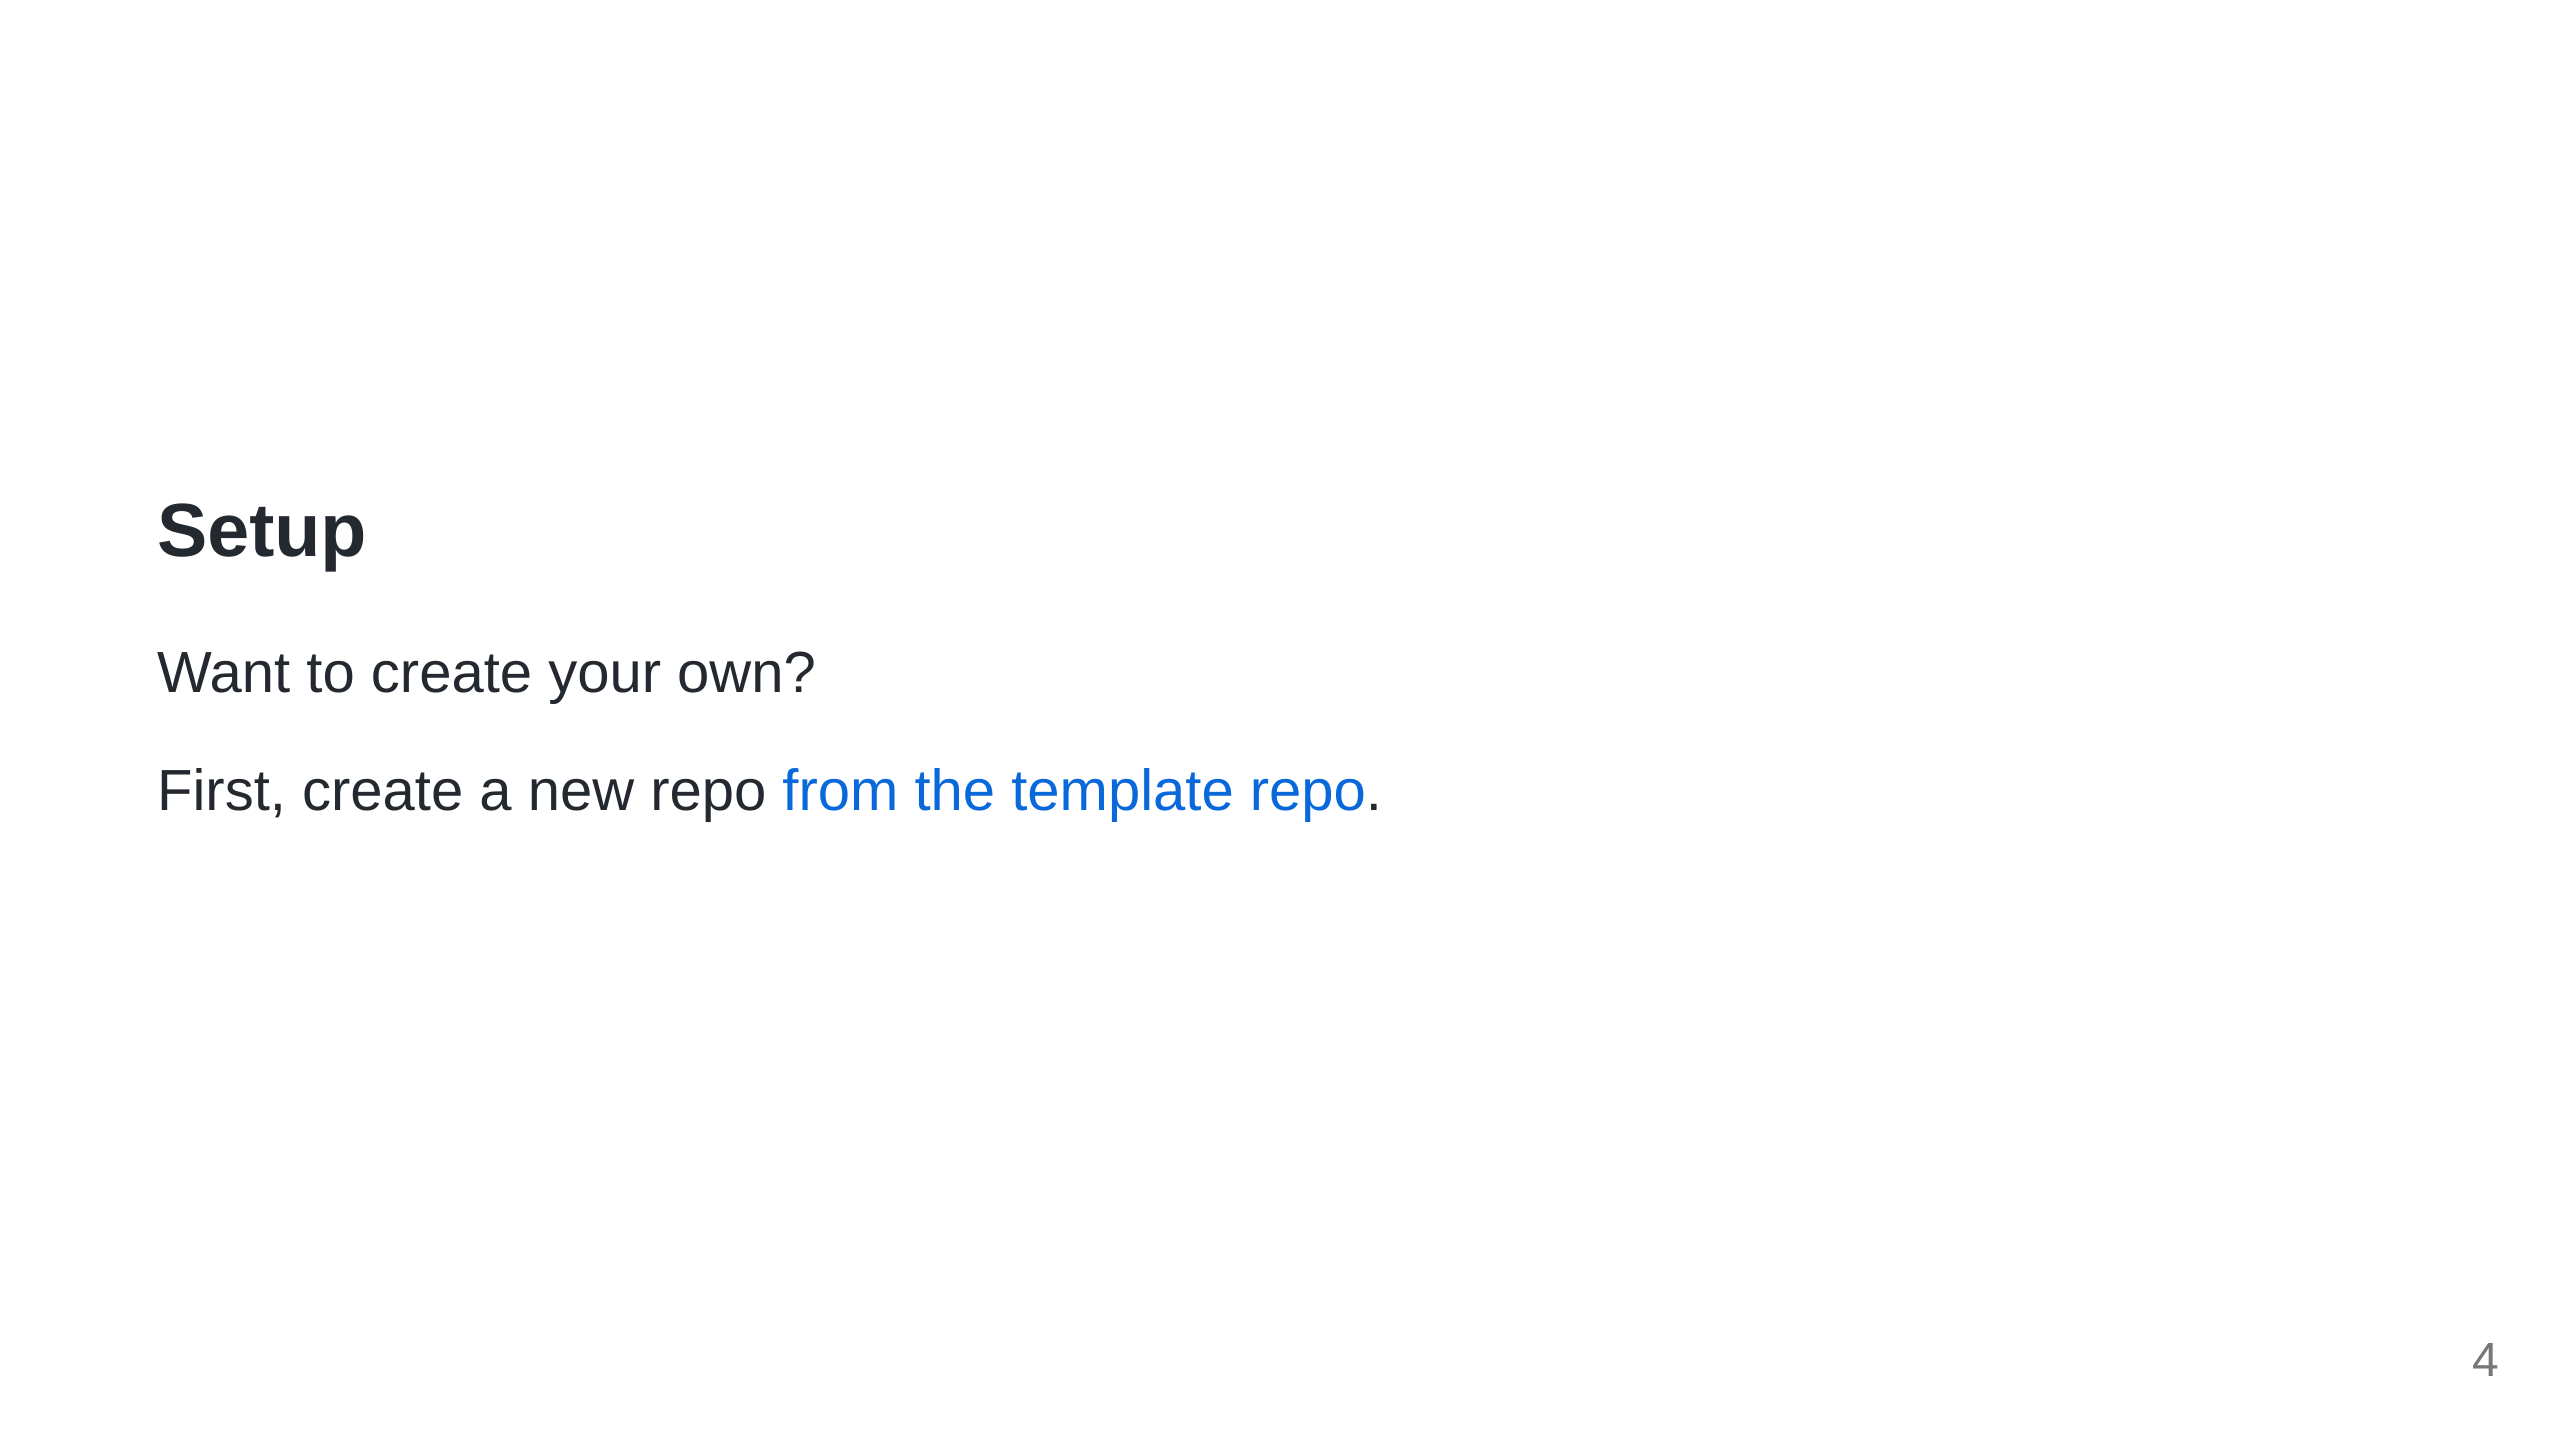 Setup
Want to create your own?
First, create a new repo from the template repo.
4